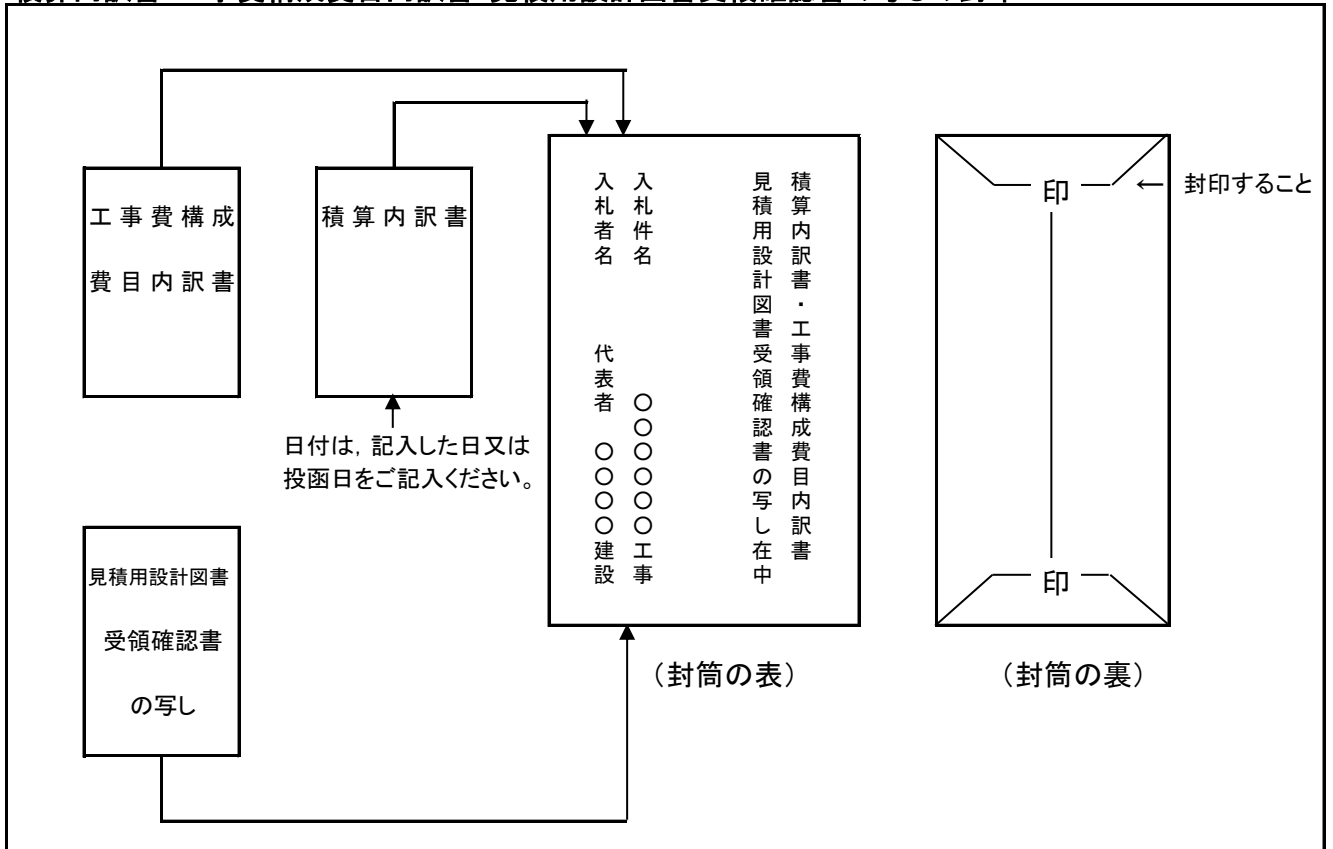 工事費構成
費目内訳書
積算内訳書
日付は，記入した日又は
投函日をご記入ください。
見積用設計図書
受領確認書
の写し
積算内訳書・工事費構成費目内訳書
見積用設計図書受領確認書の写し在中
入札件名　〇〇〇〇〇〇〇工事
入札者名　代表者　〇〇〇〇建設
（封筒の表）
印
← 封印すること
印
（封筒の裏）